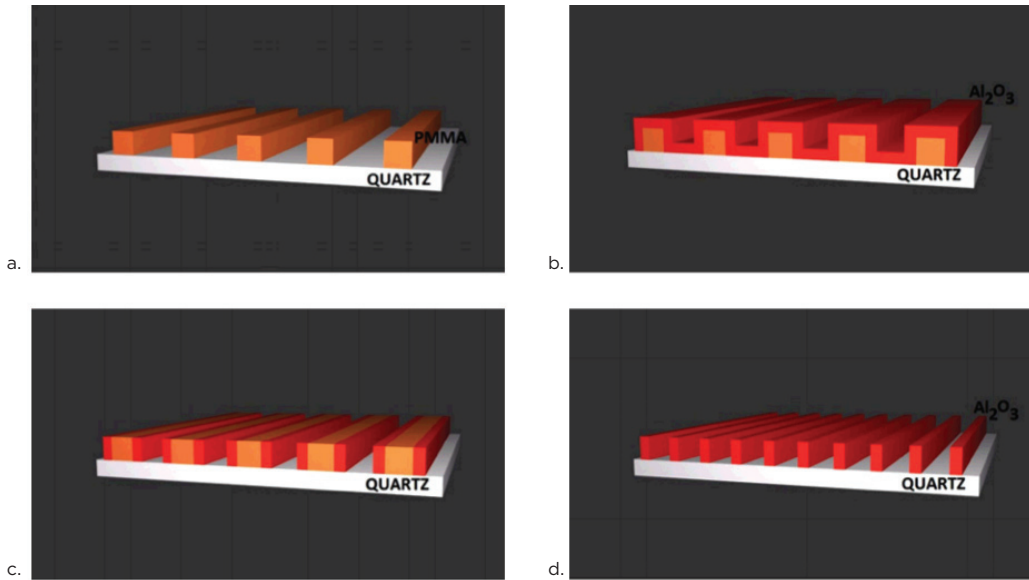 PMMA
QUARTZ
a.
Al₂O₃
QUARTZ
b.
QUARTZ
c.
Al₂O₃
QUARTZ
d.